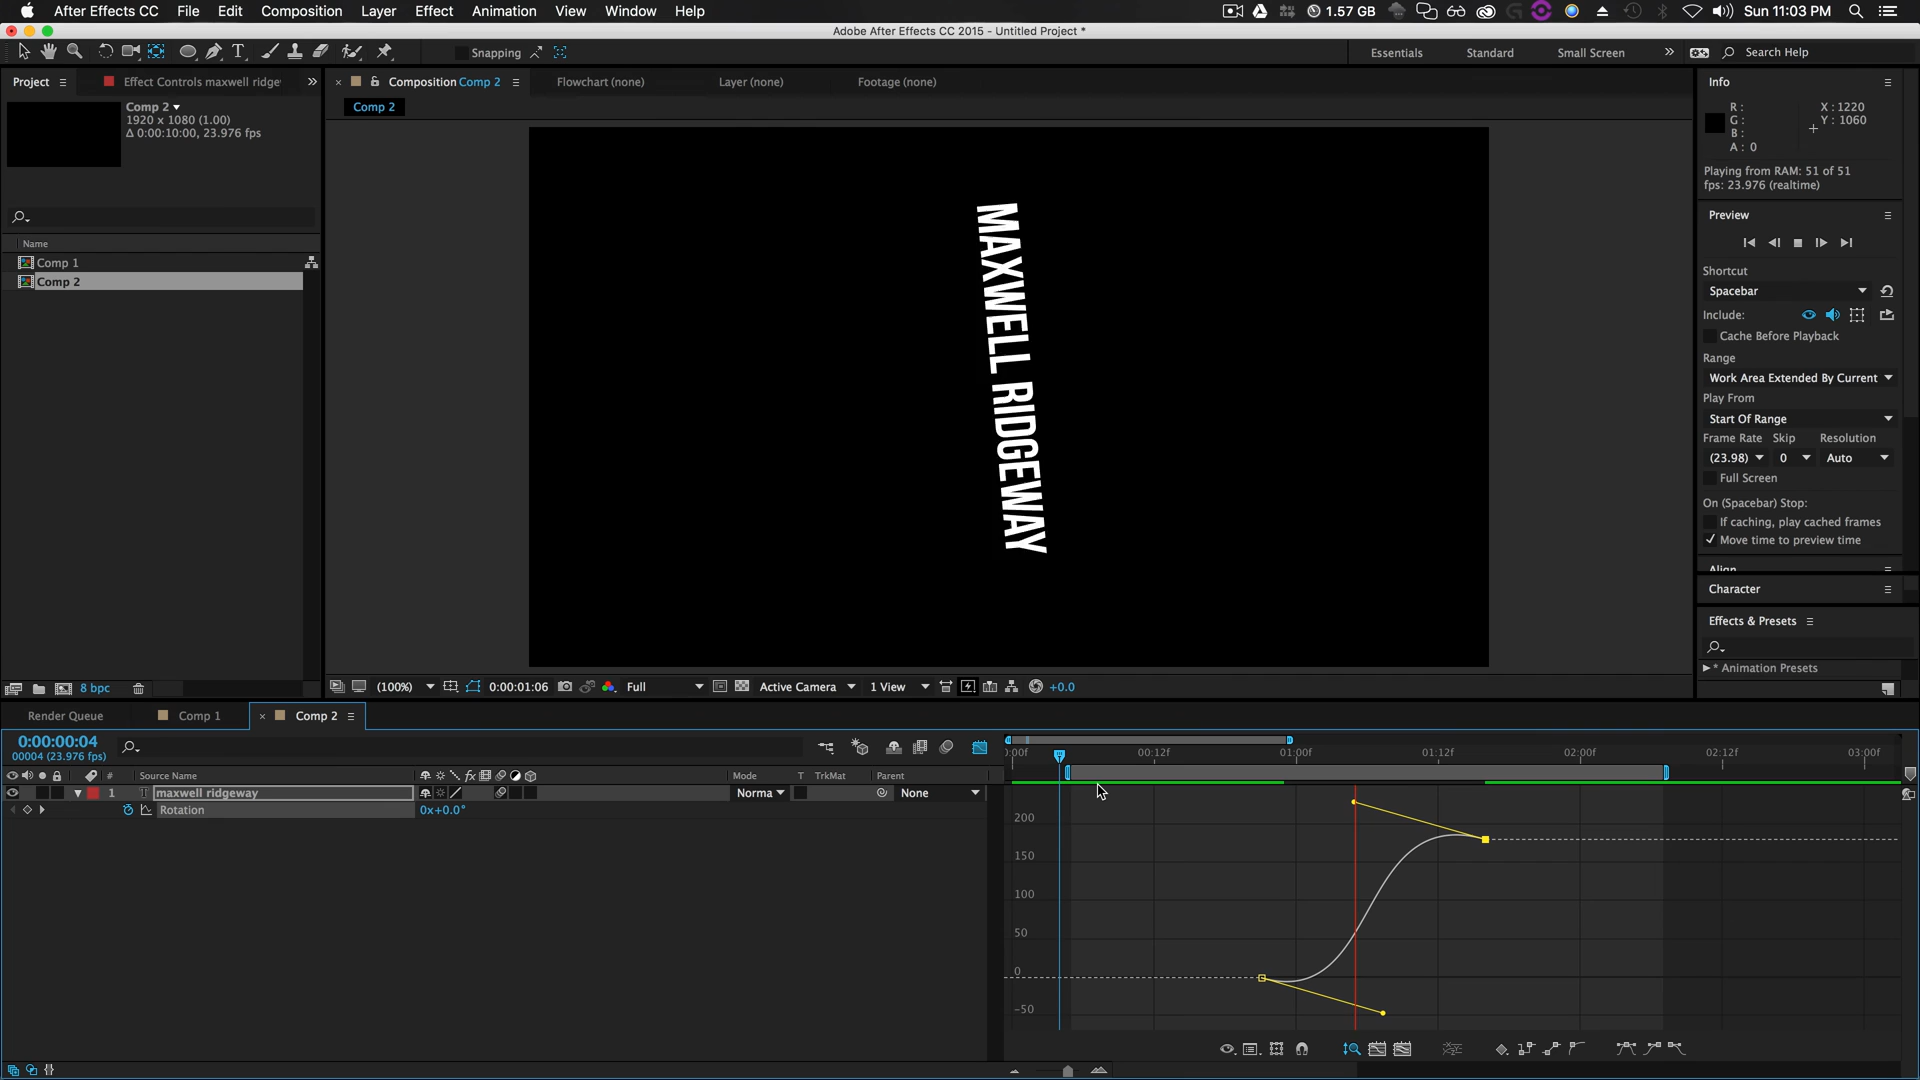 After Effects CC File Edit Composition Layer Effect Animation View Window Help 1.57 GB Sun 11:03 PM
Adobe After Effects CC 2015 - Untitled Project *
Snapping Essentials Standard Small Screen Search Help
Project Effect Controls maxwell ridge Composition Comp 2 Flowchart (none) Layer (none) Footage (none) Info
Comp 2
1920 x 1080 (1.00)
Δ 0:00:10:00, 23.976 fps
Comp 2
R :
G :
B :
A : 0
X : 1220
Y : 1060
Playing from RAM: 51 of 51
fps: 23.976 (realtime)
Preview
Name
Comp 1
Comp 2
MAXWELL RIDGEWAY
Shortcut
Spacebar
Include:
Cache Before Playback
Range
Work Area Extended By Current
Play From
Start Of Range
Frame Rate Skip Resolution
(23.98) 0 Auto
Full Screen
On (Spacebar) Stop:
If caching, play cached frames
Move time to preview time
Align
Character
Effects & Presets
* Animation Presets
8 bpc (100%) 0:00:01:06 Full Active Camera 1 View +0.0
Render Queue Comp 1 Comp 2
0:00:00:04
00004 (23.976 fps)
:00f 00:12f 01:00f 01:12f 02:00f 02:12f 03:00f
# Source Name Mode T TrkMat Parent
1 T maxwell ridgeway Norma None
Rotation 0x+0.0°
200
150
100
50
0
-50